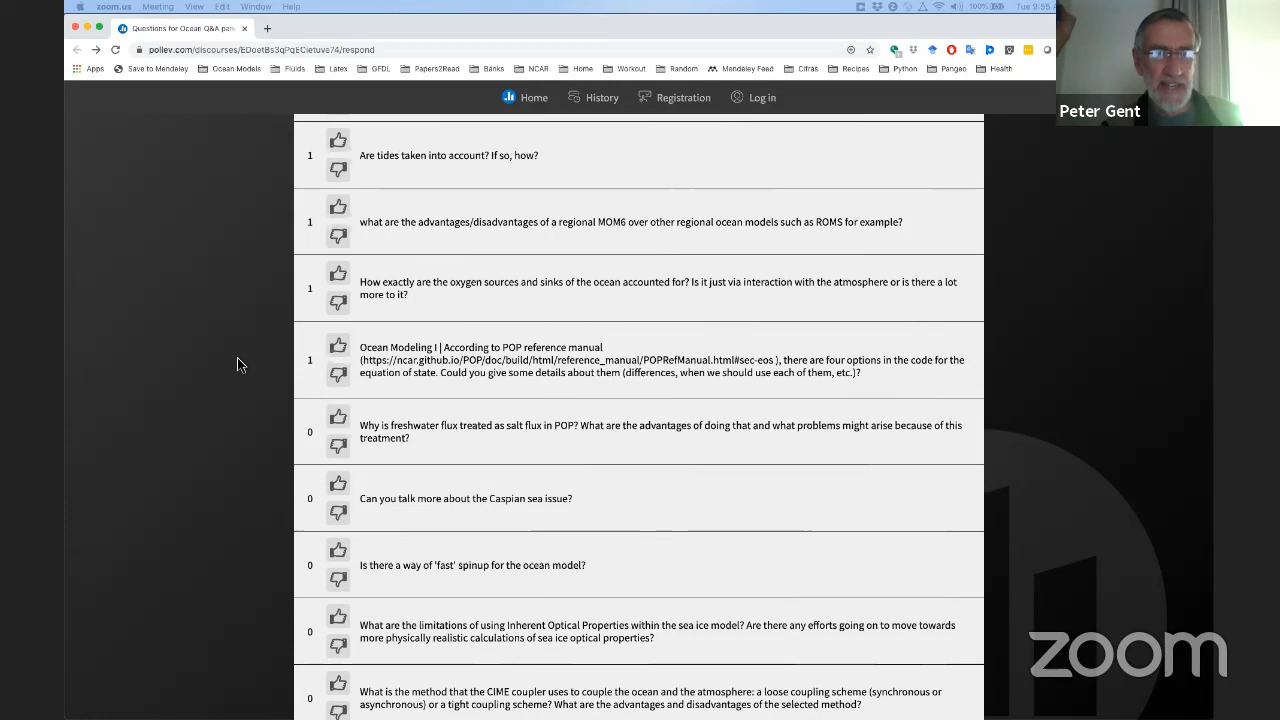 zoom.us Meeting View Edit Window Help 100% Tue 9:55
Questions for Ocean Q&A pan
pollev.com/discourses/EDoetBs3qPqECietuve74/respond
Apps Save to Mendeley Ocean Models Fluids Latex GFDL Papers2Read Banks NCAR Home Workout Random Mendeley Feed Citras Recipes Python Pangeo Health
Home History Registration Log in
Peter Gent
1 Are tides taken into account? If so, how?
1 what are the advantages/disadvantages of a regional MOM6 over other regional ocean models such as ROMS for example?
1 How exactly are the oxygen sources and sinks of the ocean accounted for? Is it just via interaction with the atmosphere or is there a lot
more to it?
1 Ocean Modeling I | According to POP reference manual
(https://ncar.github.io/POP/doc/build/html/reference_manual/POPRefManual.html#sec-eos ), there are four options in the code for the
equation of state. Could you give some details about them (differences, when we should use each of them, etc.)?
0 Why is freshwater flux treated as salt flux in POP? What are the advantages of doing that and what problems might arise because of this
treatment?
0 Can you talk more about the Caspian sea issue?
0 Is there a way of 'fast' spinup for the ocean model?
0 What are the limitations of using Inherent Optical Properties within the sea ice model? Are there any efforts going on to move towards
more physically realistic calculations of sea ice optical properties?
0 What is the method that the CIME coupler uses to couple the ocean and the atmosphere: a loose coupling scheme (synchronous or
asynchronous) or a tight coupling scheme? What are the advantages and disadvantages of the selected method?
zoom